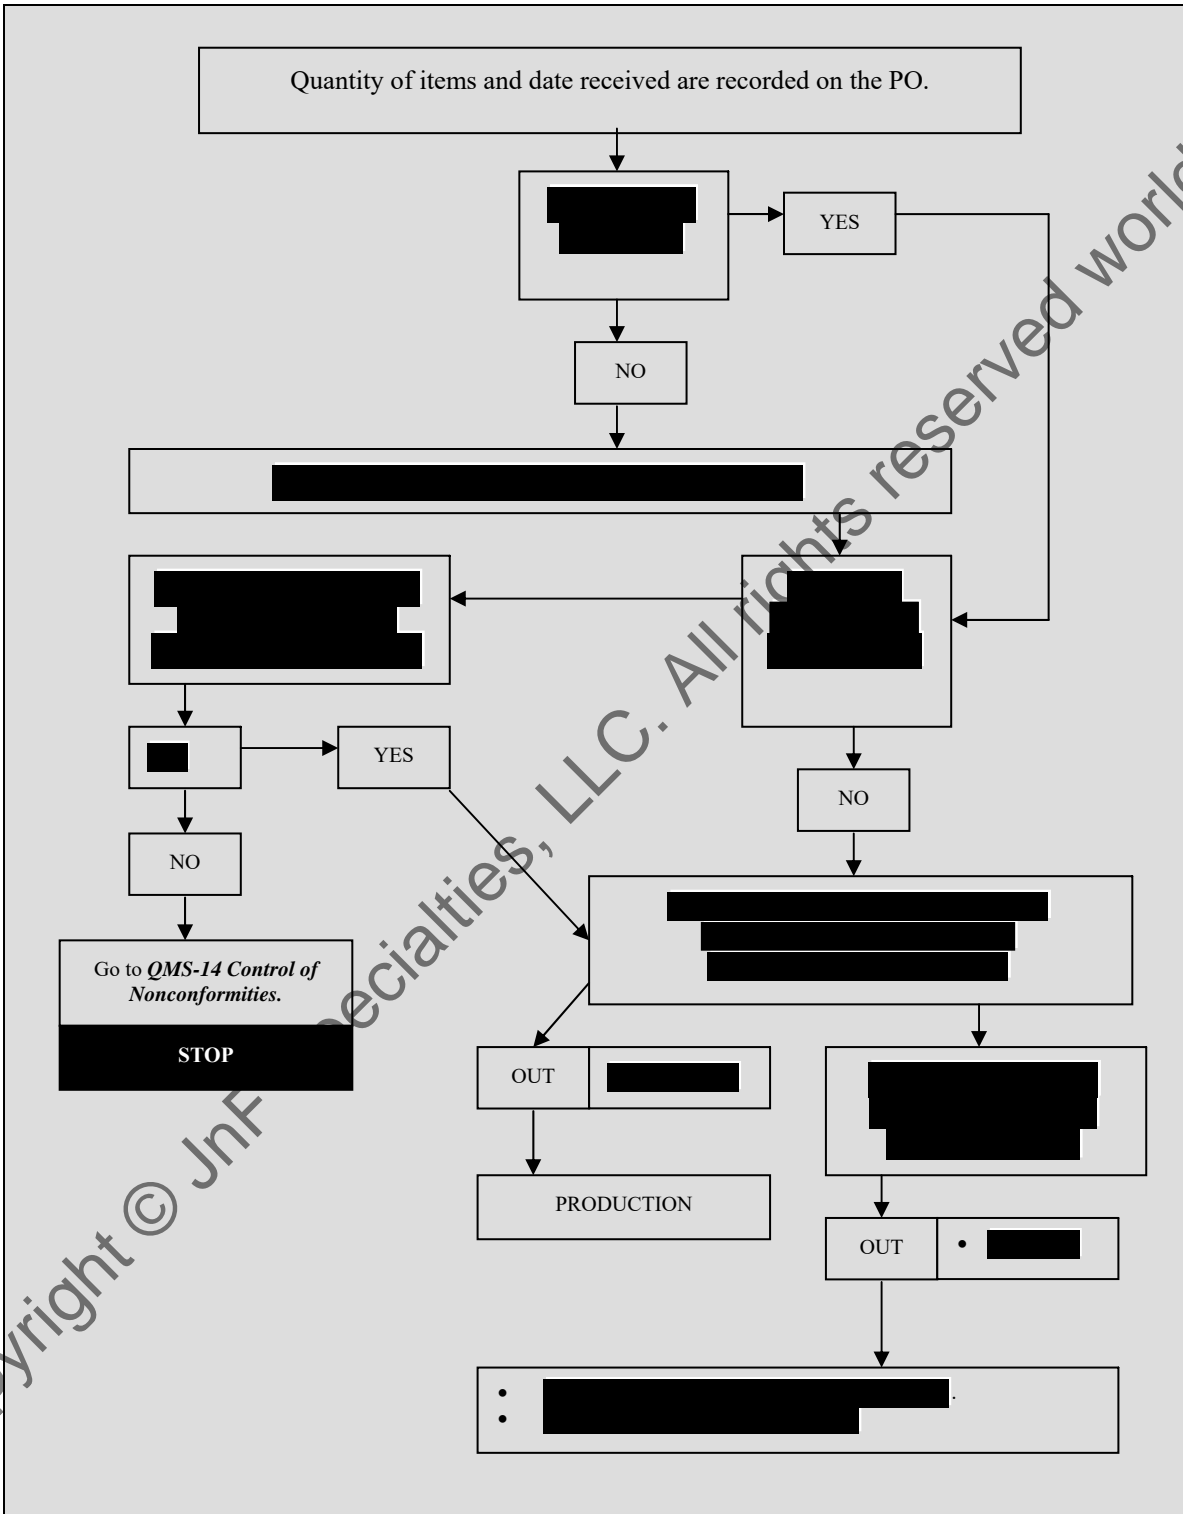 Quantity of items and date received are recorded on the PO.
YES
NO
YES
NO
NO
Go to QMS-14 Control of
Nonconformities.
STOP
OUT
PRODUCTION
OUT
•
•
.
•
pyright © JnF Specialties, LLC. All rights reserved world